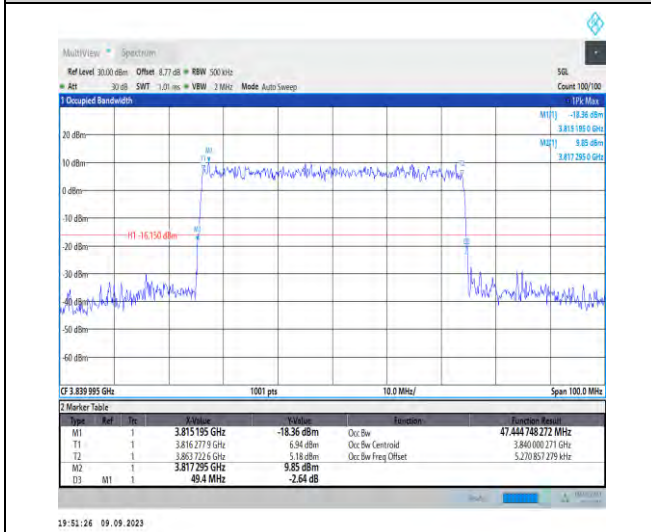 MultiView Spectrum
Ref Level 30.00 dBm Offset 8.77 dB RBW 500 kHz SGL
Att 30 dB SWT 1.01 ms VBW 2 MHz Mode Auto Sweep Count 100/100
1 Occupied Bandwidth 1Pk Max
M1[1] -18.36 dBm
3.815 195 0 GHz
M2[1] 9.85 dBm
3.817 295 0 GHz
20 dBm
M2
T1 T2
10 dBm
0 dBm
-10 dBm
H1 -16.150 dBm
M1
-20 dBm
-30 dBm
-40 dBm
-50 dBm
-60 dBm
CF 3.839 995 GHz 1001 pts 10.0 MHz/ Span 100.0 MHz
2 Marker Table
Type Ref Trc X-Value Y-Value Function Function Result
M1 1 3.815 195 GHz -18.36 dBm Occ Bw 47.444 748 272 MHz
T1 1 3.816 277 9 GHz 6.94 dBm Occ Bw Centroid 3.840 000 271 GHz
T2 1 3.863 722 6 GHz 5.18 dBm Occ Bw Freq Offset 5.270 857 279 kHz
M2 1 3.817 295 GHz 9.85 dBm
D3 M1 1 49.4 MHz -2.64 dB
19:51:26 09.09.2023